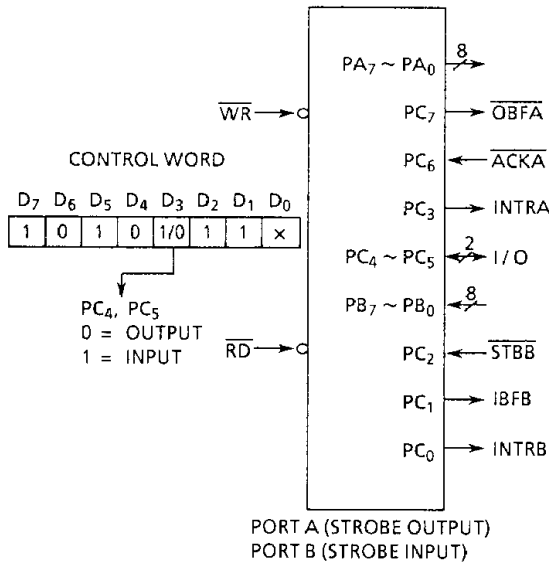 PA7 ~ PA0 8
WR
PC7 OBFA
PC6 ACKA
CONTROL WORD
D7 D6 D5 D4 D3 D2 D1 D0
1 0 1 0 1/0 1 1 ×
PC3 INTRA
PC4 ~ PC5 2 I/O
PB7 ~ PB0 8
PC4, PC5
0 = OUTPUT
1 = INPUT
RD
PC2 STBB
PC1 IBFB
PC0 INTRB
PORT A (STROBE OUTPUT)
PORT B (STROBE INPUT)